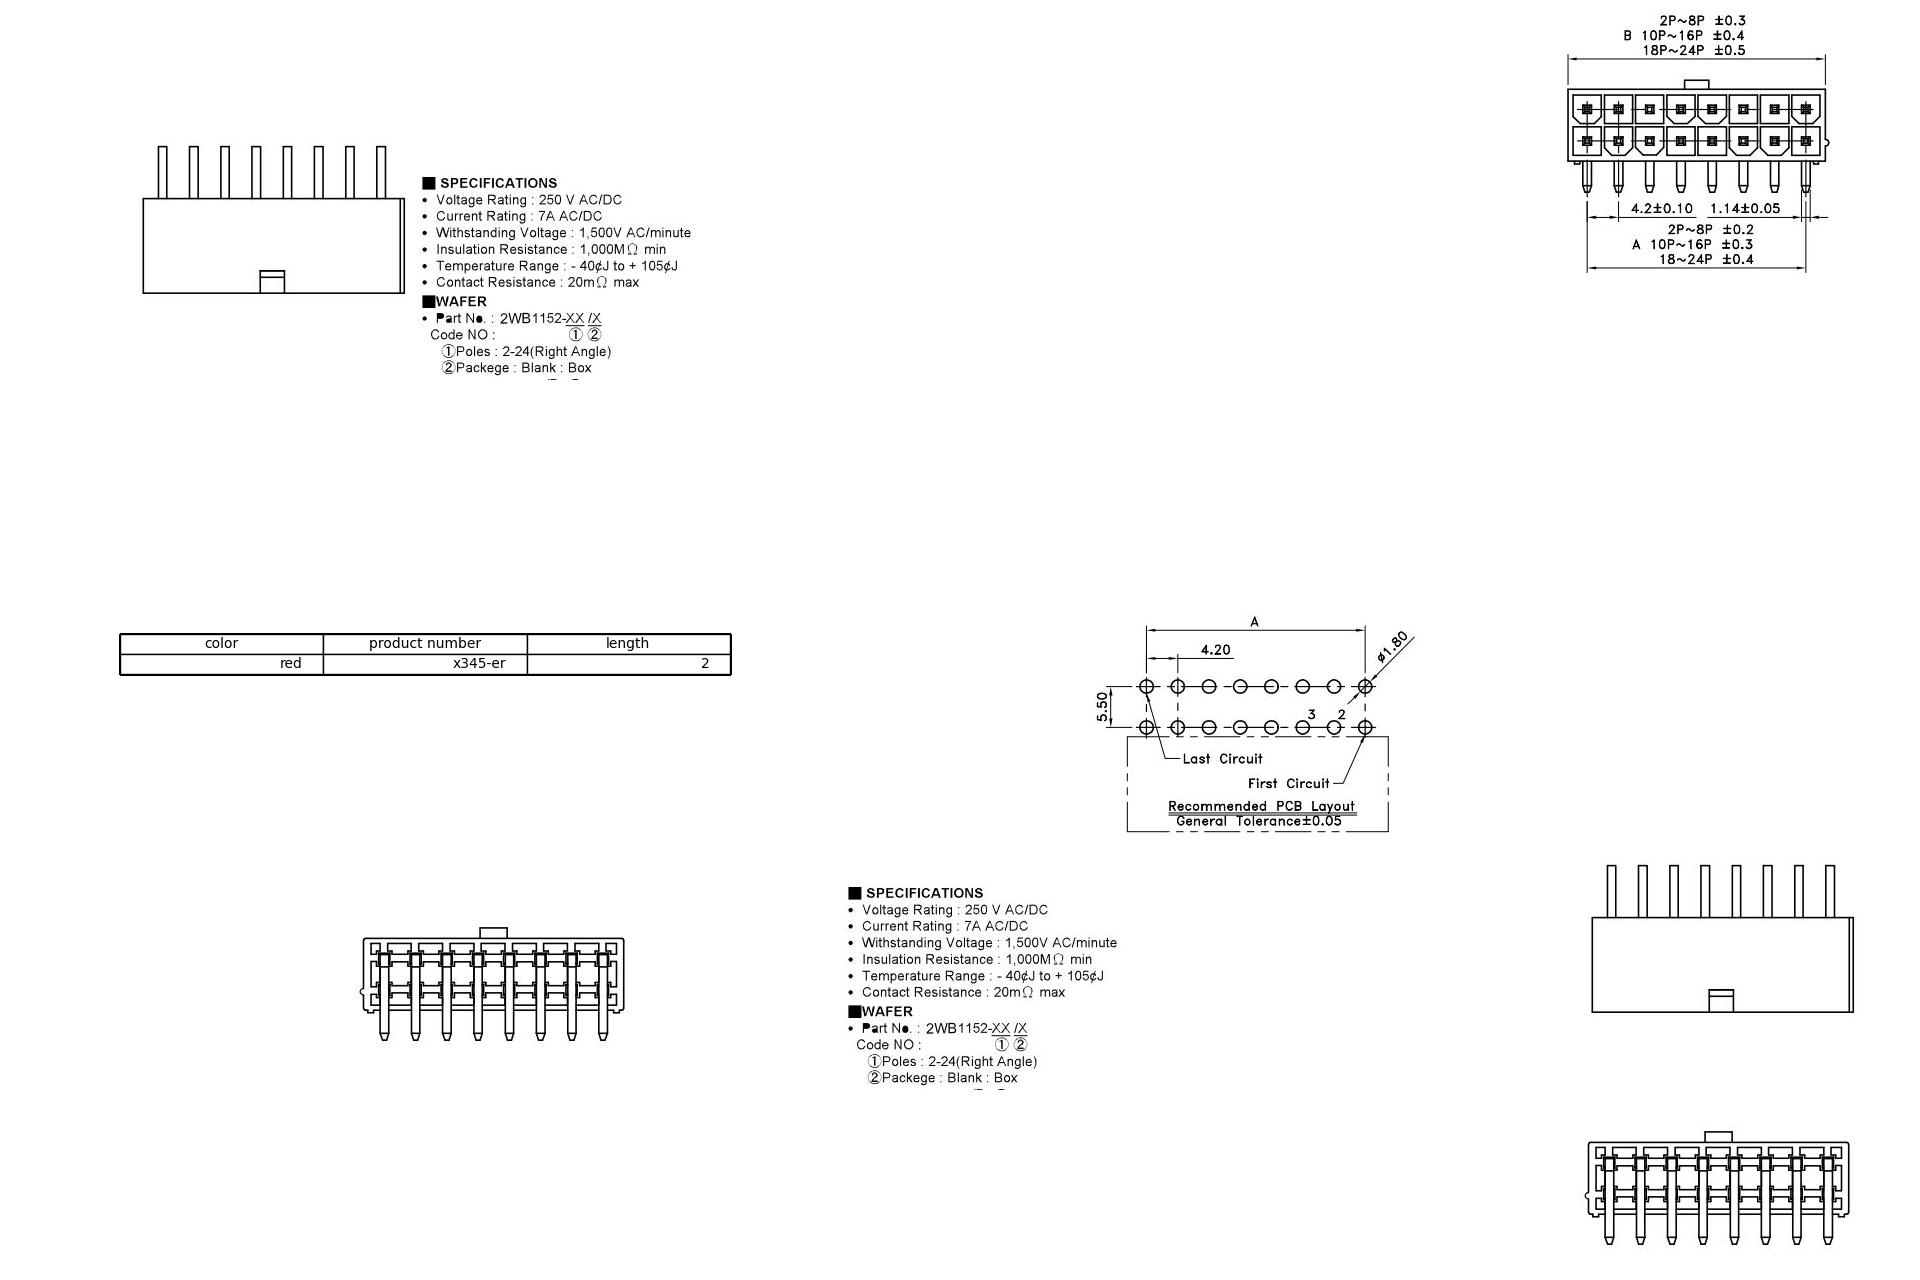 2P~8P ±0.3
B 10P~16P ±0.4
18P~24P ±0.5
4.2±0.10 1.14±0.05
2P~8P ±0.2
A 10P~16P ±0.3
18~24P ±0.4
■ SPECIFICATIONS
• Voltage Rating : 250 V AC/DC
• Current Rating : 7A AC/DC
• Withstanding Voltage : 1,500V AC/minute
• Insulation Resistance : 1,000MΩ min
• Temperature Range : - 40¢J to + 105¢J
• Contact Resistance : 20mΩ max
■WAFER
• Part No. : 2WB1152-XX /X
Code NO : ① ②
①Poles : 2-24(Right Angle)
②Packege : Blank : Box
color product number length
red x345-er 2
A
4.20
ø1.80
5.50
3 2
Last Circuit
First Circuit
Recommended PCB Layout
General Tolerance±0.05
■ SPECIFICATIONS
• Voltage Rating : 250 V AC/DC
• Current Rating : 7A AC/DC
• Withstanding Voltage : 1,500V AC/minute
• Insulation Resistance : 1,000MΩ min
• Temperature Range : - 40¢J to + 105¢J
• Contact Resistance : 20mΩ max
■WAFER
• Part No. : 2WB1152-XX /X
Code NO : ① ②
①Poles : 2-24(Right Angle)
②Packege : Blank : Box